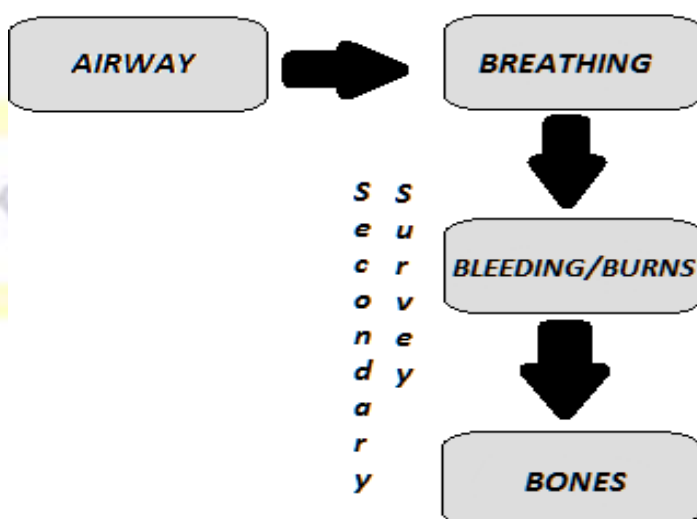 AIRWAY
BREATHING
Secondary
Survey
BLEEDING/BURNS
BONES